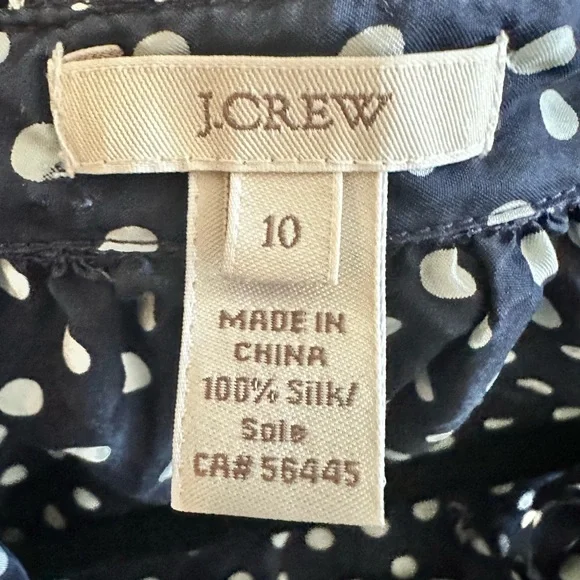 J.CREW
10
MADE IN
CHINA
100% Silk/
Soie
CA# 56445